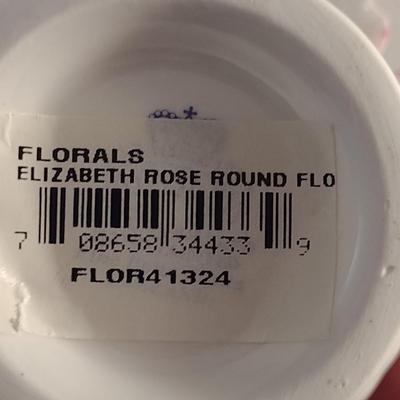 FLORALS
ELIZABETH ROSE ROUND FLO
7 08658 34433 9
FLOR41324